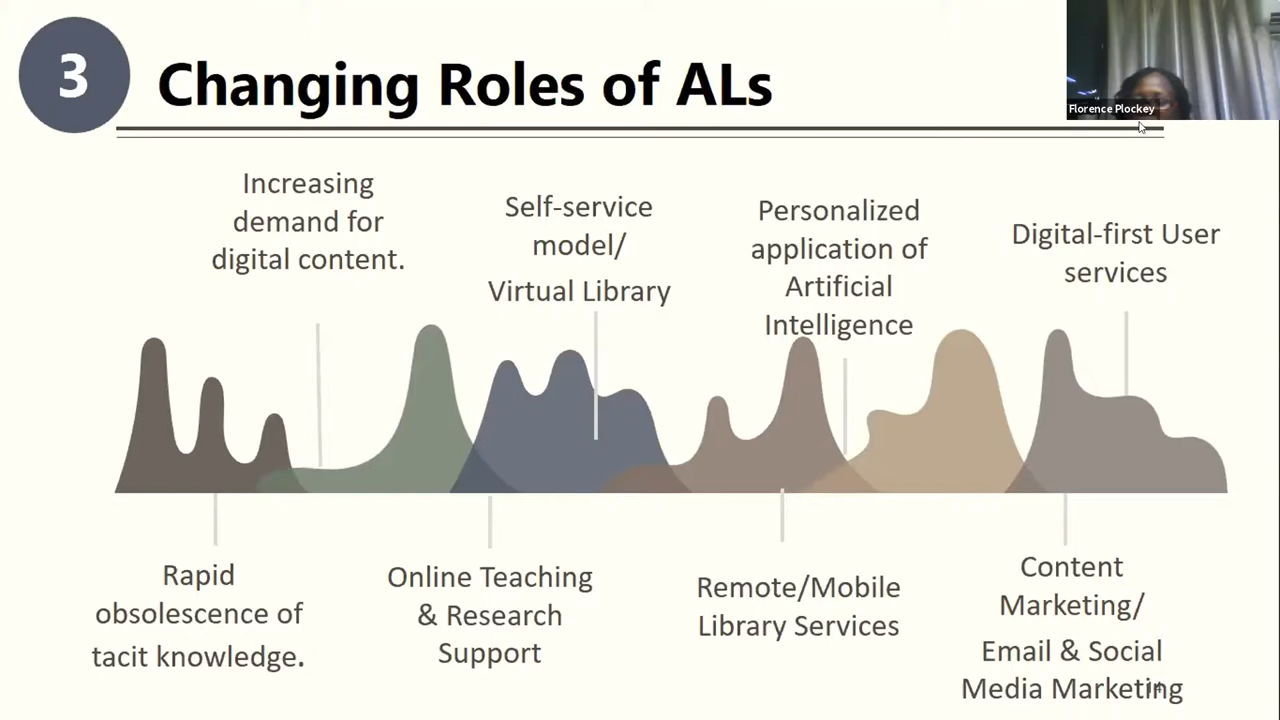 3
Changing Roles of ALs
Florence Plockey
Increasing
demand for
digital content.
Self-service
model/
Virtual Library
Personalized
application of
Artificial
Intelligence
Digital-first User
services
Rapid
obsolescence of
tacit knowledge.
Online Teaching
& Research
Support
Remote/Mobile
Library Services
Content
Marketing/
Email & Social
Media Marketing